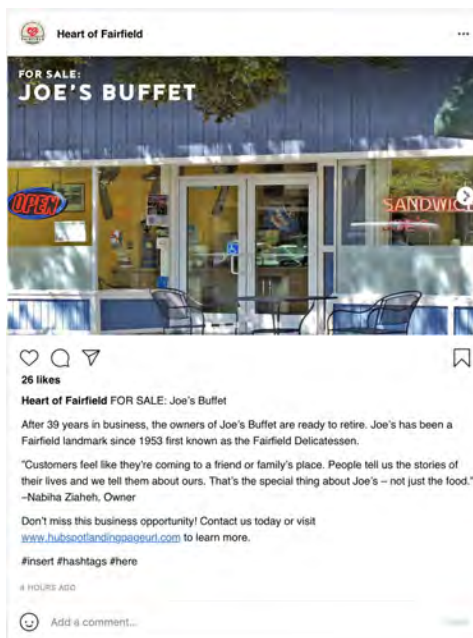 Heart of Fairfield
FOR SALE:
JOE'S BUFFET
OPEN
SANDWIC
26 likes
Heart of Fairfield FOR SALE: Joe's Buffet
After 39 years in business, the owners of Joe's Buffet are ready to retire. Joe's has been a
Fairfield landmark since 1953 first known as the Fairfield Delicatessen.
"Customers feel like they're coming to a friend or family's place. People tell us the stories of
their lives and we tell them about ours. That's the special thing about Joe's – not just the food."
–Nabiha Ziaheh, Owner
Don't miss this business opportunity! Contact us today or visit
www.hubspotlandingpageurl.com to learn more.
#insert #hashtags #here
4 HOURS AGO
Add a comment...